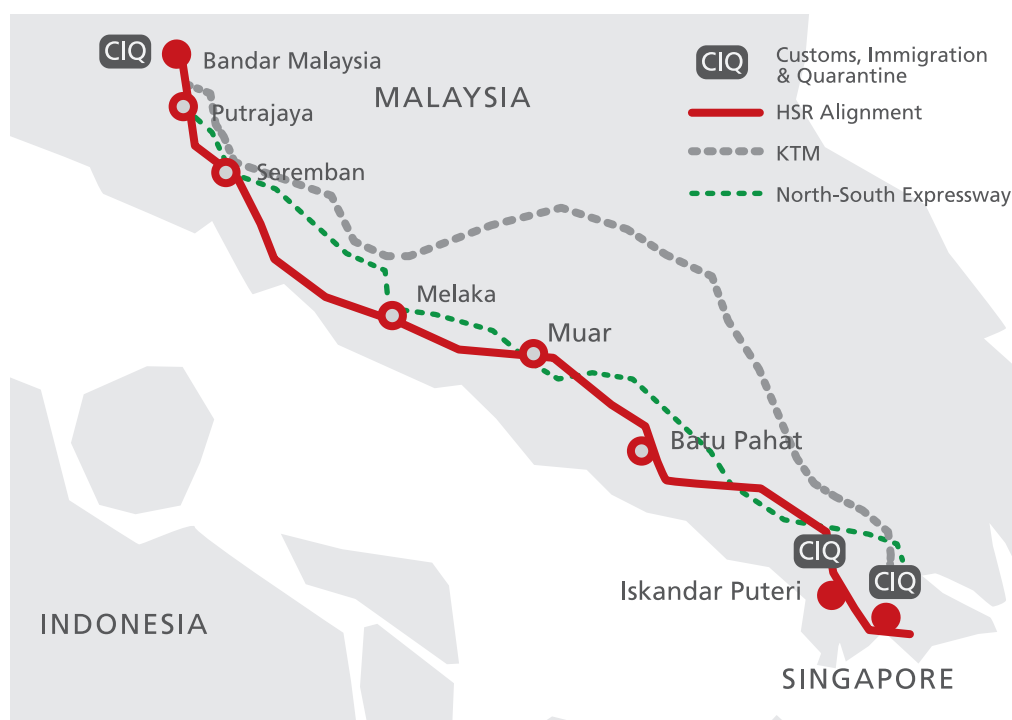 CIQ
Bandar Malaysia
CIQ
Customs, Immigration
& Quarantine
MALAYSIA
Putrajaya
HSR Alignment
KTM
Seremban
North-South Expressway
Melaka
Muar
Batu Pahat
CIQ
CIQ
Iskandar Puteri
INDONESIA
SINGAPORE